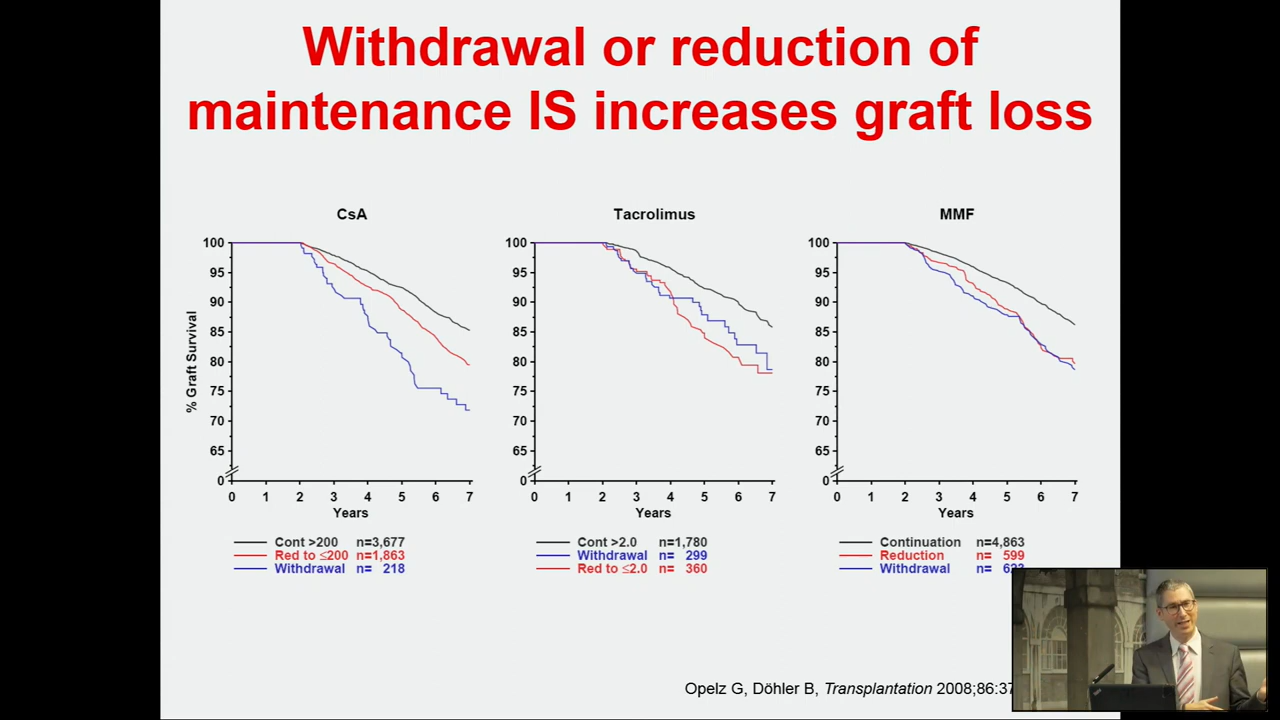 Withdrawal or reduction of
maintenance IS increases graft loss
CsA
% Graft Survival
100
95
90
85
80
75
70
65
0
0 1 2 3 4 5 6 7
Years
Cont >200 n=3,677
Red to ≤200 n=1,863
Withdrawal n= 218
Tacrolimus
100
95
90
85
80
75
70
65
0
0 1 2 3 4 5 6 7
Years
Cont >2.0 n=1,780
Withdrawal n= 299
Red to ≤2.0 n= 360
MMF
100
95
90
85
80
75
70
65
0
0 1 2 3 4 5 6 7
Years
Continuation n=4,863
Reduction n= 599
Withdrawal n=
Opelz G, Döhler B, Transplantation 2008;86: